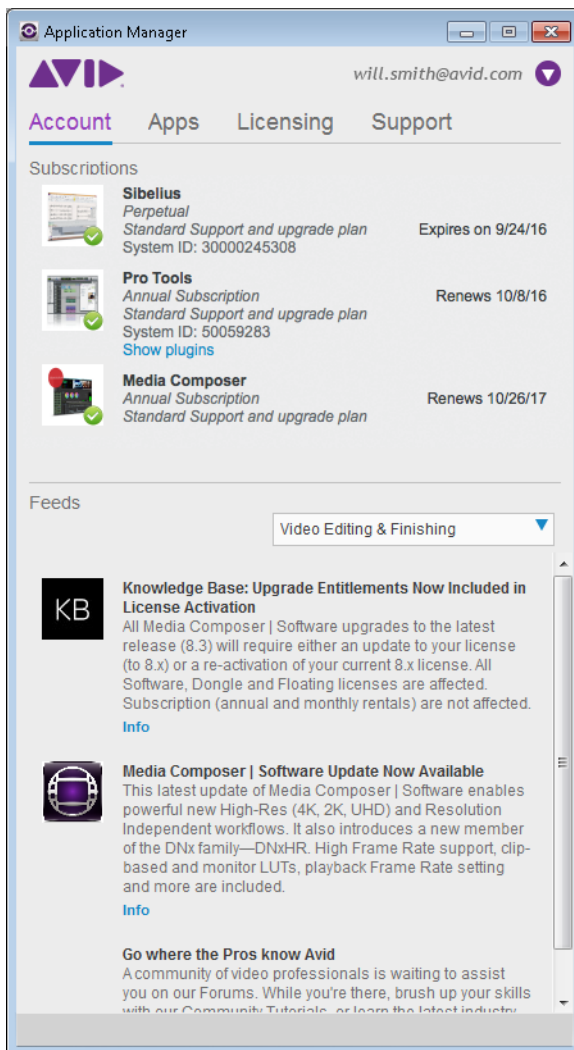 Application Manager
AVID
will.smith@avid.com
Account Apps Licensing Support
Subscriptions
Sibelius
Perpetual
Standard Support and upgrade plan Expires on 9/24/16
System ID: 30000245308
Pro Tools
Annual Subscription Renews 10/8/16
Standard Support and upgrade plan
System ID: 50059283
Show plugins
Media Composer
Annual Subscription Renews 10/26/17
Standard Support and upgrade plan
Feeds
Video Editing & Finishing
KB
Knowledge Base: Upgrade Entitlements Now Included in
License Activation
All Media Composer | Software upgrades to the latest
release (8.3) will require either an update to your license
(to 8.x) or a re-activation of your current 8.x license. All
Software, Dongle and Floating licenses are affected.
Subscription (annual and monthly rentals) are not affected.
Info
Media Composer | Software Update Now Available
This latest update of Media Composer | Software enables
powerful new High-Res (4K, 2K, UHD) and Resolution
Independent workflows. It also introduces a new member
of the DNx family—DNxHR. High Frame Rate support, clip-
based and monitor LUTs, playback Frame Rate setting
and more are included.
Info
Go where the Pros know Avid
A community of video professionals is waiting to assist
you on our Forums. While you're there, brush up your skills
with our Community Tutorials, or learn the latest industry